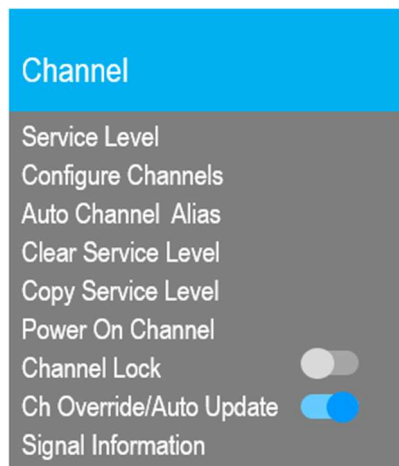 Channel
Service Level
Configure Channels
Auto Channel Alias
Clear Service Level
Copy Service Level
Power On Channel
Channel Lock
Ch Override/Auto Update
Signal Information